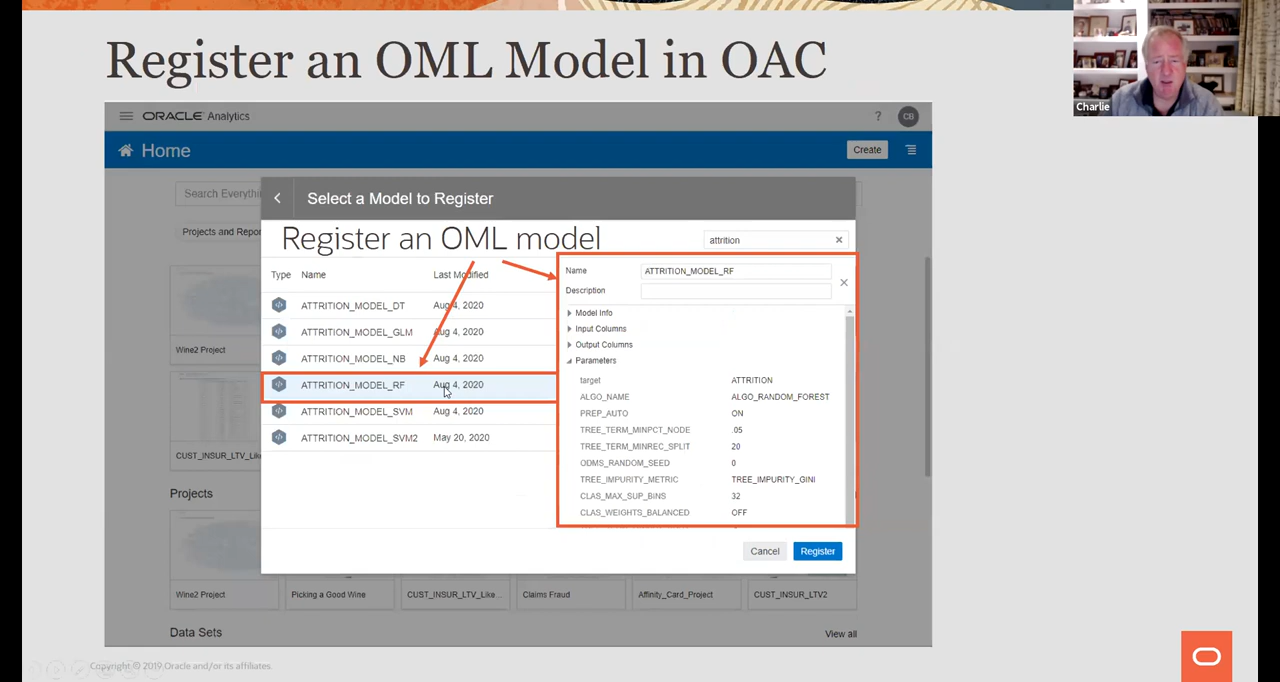 Register an OML Model in OAC
Charlie
ORACLE Analytics
?
CB
Home
Create
Search Everythi
Projects and Repor
Select a Model to Register
Register an OML model
attrition
Type Name Last Modified
ATTRITION_MODEL_DT Aug 4, 2020
ATTRITION_MODEL_GLM Aug 4, 2020
ATTRITION_MODEL_NB Aug 4, 2020
ATTRITION_MODEL_RF Aug 4, 2020
ATTRITION_MODEL_SVM Aug 4, 2020
ATTRITION_MODEL_SVM2 May 20, 2020
Name ATTRITION_MODEL_RF
Description
Model Info
Input Columns
Output Columns
Parameters
target ATTRITION
ALGO_NAME ALGO_RANDOM_FOREST
PREP_AUTO ON
TREE_TERM_MINPCT_NODE .05
TREE_TERM_MINREC_SPLIT 20
ODMS_RANDOM_SEED 0
TREE_IMPURITY_METRIC TREE_IMPURITY_GINI
CLAS_MAX_SUP_BINS 32
CLAS_WEIGHTS_BALANCED OFF
Cancel Register
Wine2 Project
CUST_INSUR_LTV_Lik
Projects
Wine2 Project
Picking a Good Wine
CUST_INSUR_LTV_Like...
Claims Fraud
Affinity_Card_Project
CUST_INSUR_LTV2
Data Sets
View all
Copyright © 2019 Oracle and/or its affiliates.